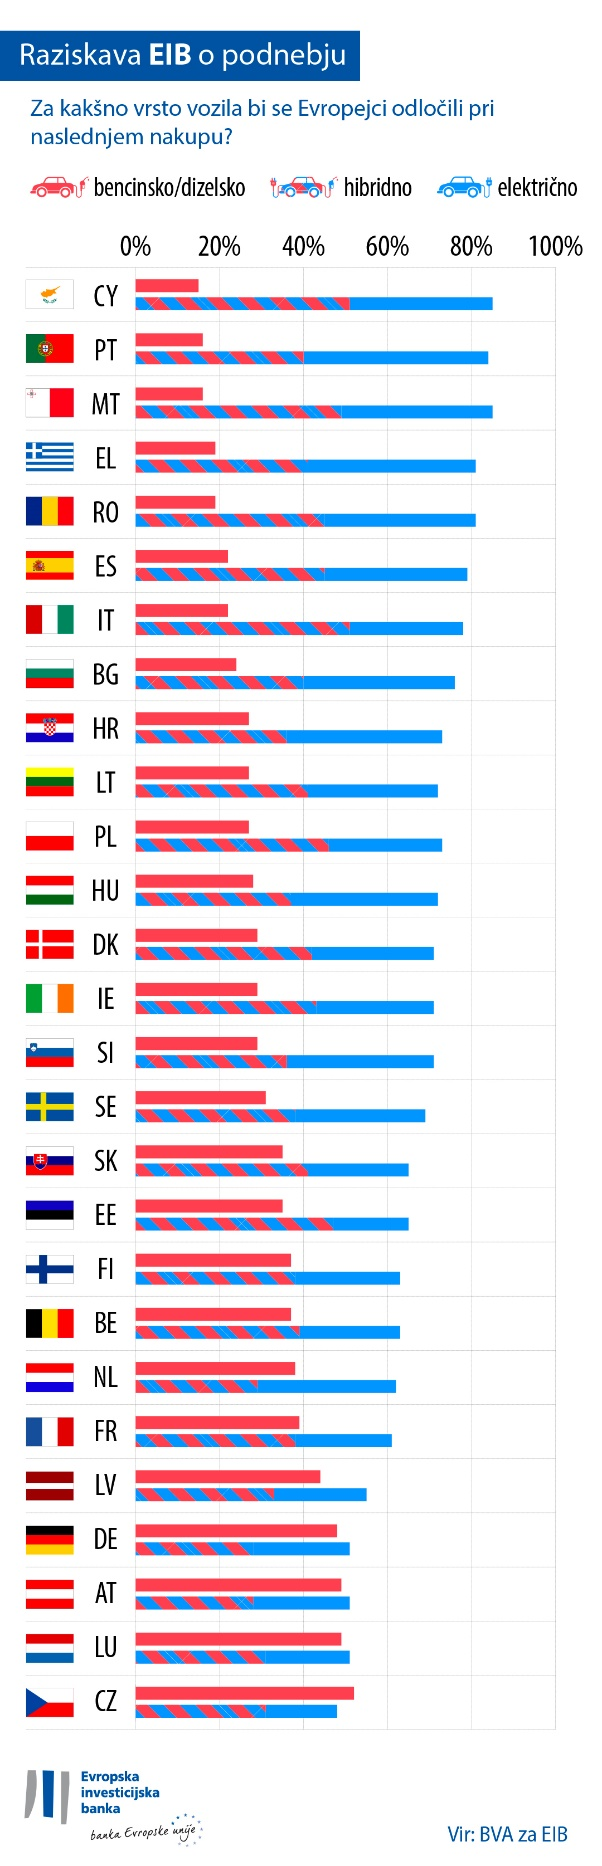 Raziskava EIB o podnebju
Za kakšno vrsto vozila bi se Evropejci odločili pri
naslednjem nakupu?
bencinsko/dizelsko hibridno električno
0% 20% 40% 60% 80% 100%
CY
PT
MT
EL
RO
ES
IT
BG
HR
LT
PL
HU
DK
IE
SI
SE
SK
EE
FI
BE
NL
FR
LV
DE
AT
LU
CZ
Evropska
investicijska
banka
banka Evropske unije
Vir: BVA za EIB